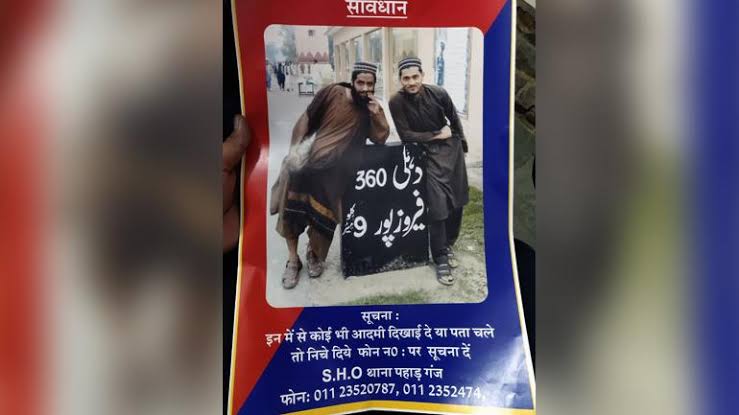 सावधान
دہلی 360
فیروزپور 9
सूचना :
इन में से कोई भी आदमी दिखाई दे या पता चले
तो निचे दिये फोन न0 : पर सूचना दें
S.H.O थाना पहाड़ गंज
फोन: 011 23520787, 011 2352474,